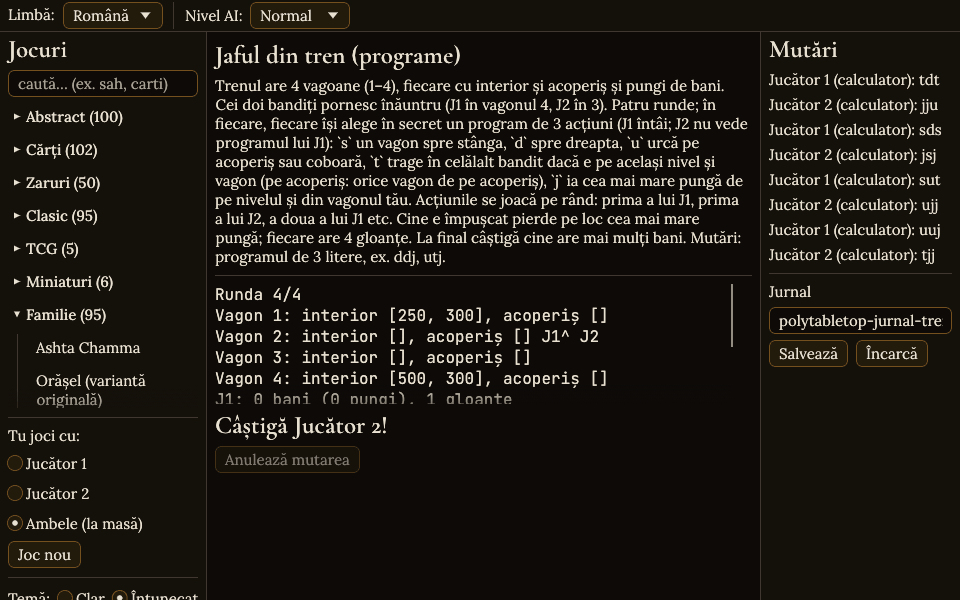 Limbă: Română ▼ Nivel AI: Normal ▼
Jocuri
caută... (ex. sah, carti)
▸ Abstract (100)
▸ Cărți (102)
▸ Zaruri (50)
▸ Clasic (95)
▸ TCG (5)
▸ Miniaturi (6)
▾ Familie (95)
Ashta Chamma
Orășel (variantă
originală)
Tu joci cu:
Jucător 1
Jucător 2
Ambele (la masă)
Joc nou
Temă: Clar Întunecat
Jaful din tren (programe)
Trenul are 4 vagoane (1–4), fiecare cu interior și acoperiș și pungi de bani.
Cei doi bandiți pornesc înăuntru (J1 în vagonul 4, J2 în 3). Patru runde; în
fiecare, fiecare își alege în secret un program de 3 acțiuni (J1 întâi; J2 nu vede
programul lui J1): `s` un vagon spre stânga, `d` spre dreapta, `u` urcă pe
acoperiș sau coboară, `t` trage în celălalt bandit dacă e pe același nivel și
vagon (pe acoperiș: orice vagon de pe acoperiș), `j` ia cea mai mare pungă de
pe nivelul și din vagonul tău. Acțiunile se joacă pe rând: prima a lui J1, prima
a lui J2, a doua a lui J1 etc. Cine e împușcat pierde pe loc cea mai mare
pungă; fiecare are 4 gloanțe. La final câștigă cine are mai mulți bani. Mutări:
programul de 3 litere, ex. ddj, utj.
Runda 4/4
Vagon 1: interior [250, 300], acoperiș []
Vagon 2: interior [], acoperiș [] J1^ J2
Vagon 3: interior [], acoperiș []
Vagon 4: interior [500, 300], acoperiș []
J1: 0 bani (0 pungi), 1 gloanțe
Câștigă Jucător 2!
Anulează mutarea
Mutări
Jucător 1 (calculator): tdt
Jucător 2 (calculator): jju
Jucător 1 (calculator): sds
Jucător 2 (calculator): jsj
Jucător 1 (calculator): sut
Jucător 2 (calculator): ujj
Jucător 1 (calculator): uuj
Jucător 2 (calculator): tjj
Jurnal
polytabletop-jurnal-tre
Salvează Încarcă